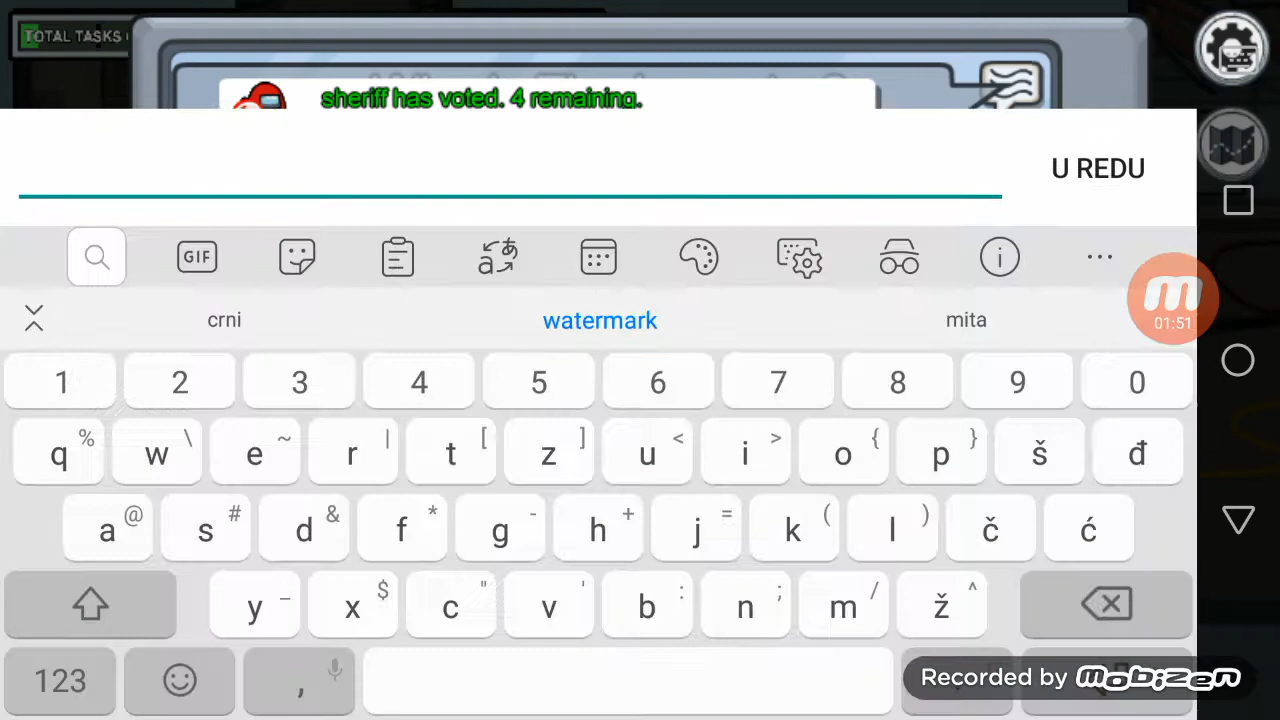 TOTAL TASKS
sheriff has voted. 4 remaining.
U REDU
GIF
crni watermark mita
01:51
1 2 3 4 5 6 7 8 9 0
q % w \ e ~ r | t [ z ] u < i > o { p } š đ
a @ s # d & f * g - h + j = k ( l ) č ć
y _ x $ c " v ' b : n ; m / ž ^
123 ,
Recorded by mobizen